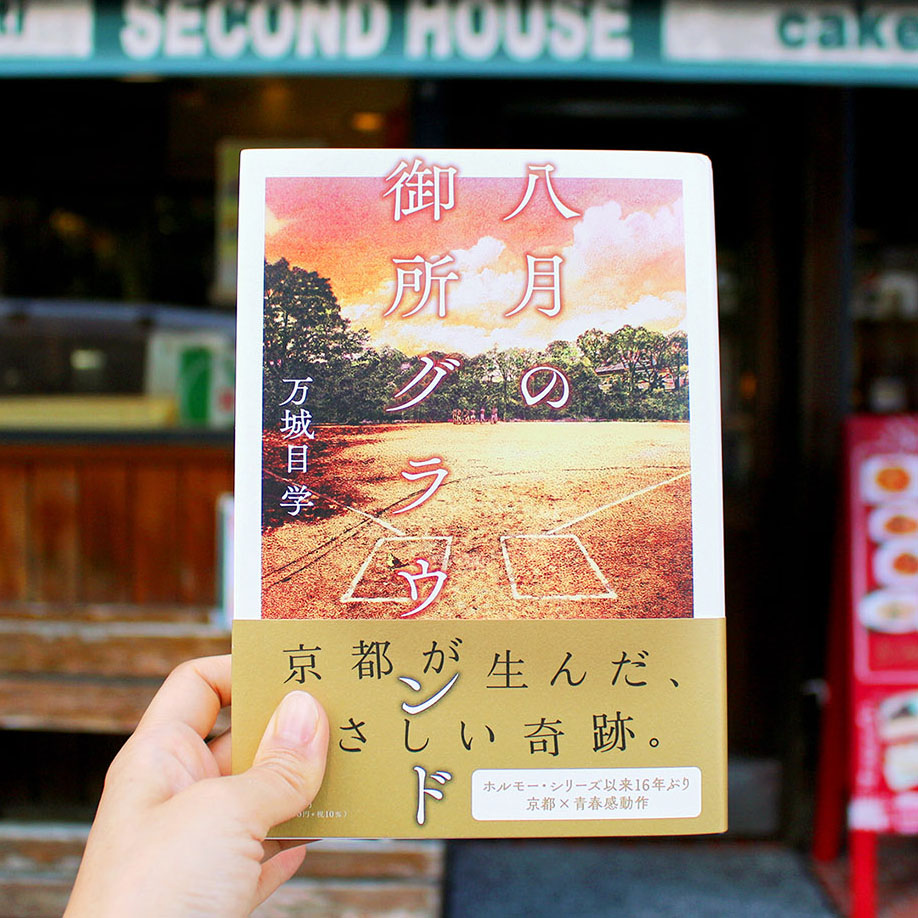 SECOND HOUSE
cake
八月の
御所グラウンド
万城目学
京都が生んだ、
さしい奇跡。
ホルモー・シリーズ以来16年ぶり
京都×青春感動作